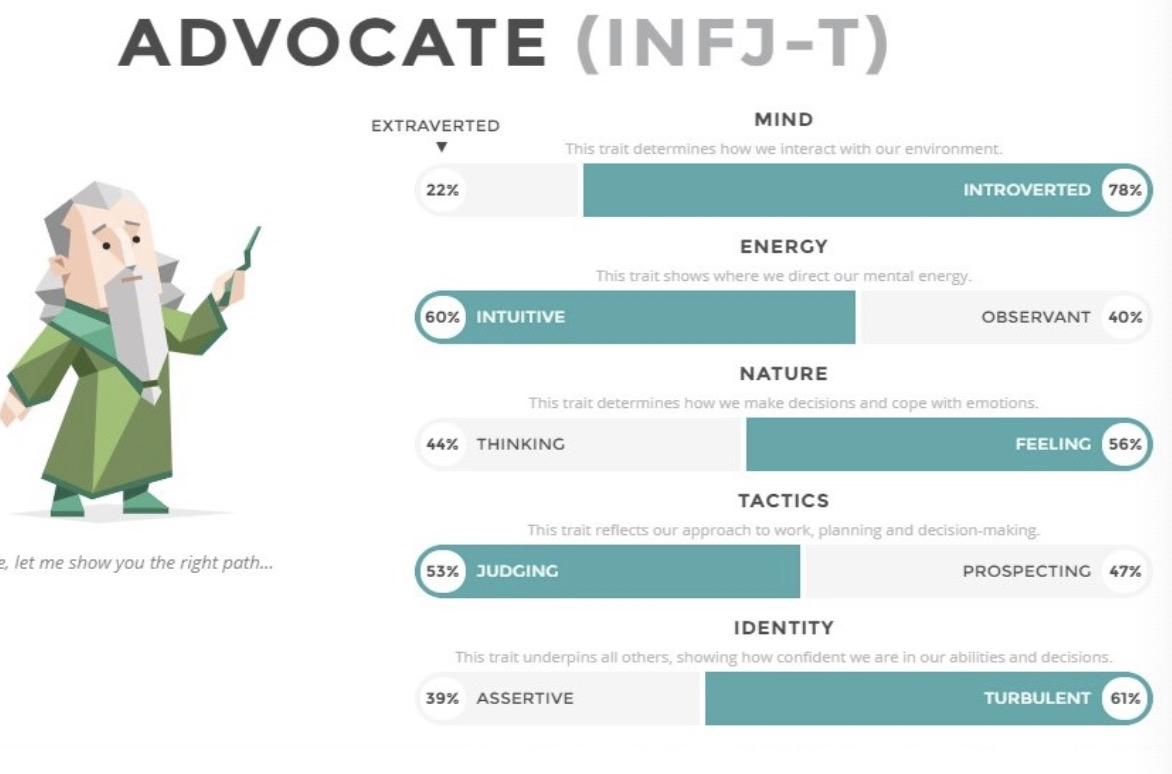 ADVOCATE (INFJ-T)
EXTRAVERTED
MIND
This trait determines how we interact with our environment.
22% INTROVERTED 78%
ENERGY
This trait shows where we direct our mental energy.
60% INTUITIVE OBSERVANT 40%
NATURE
This trait determines how we make decisions and cope with emotions.
44% THINKING FEELING 56%
TACTICS
This trait reflects our approach to work, planning and decision-making.
53% JUDGING PROSPECTING 47%
IDENTITY
This trait underpins all others, showing how confident we are in our abilities and decisions.
39% ASSERTIVE TURBULENT 61%
let me show you the right path...